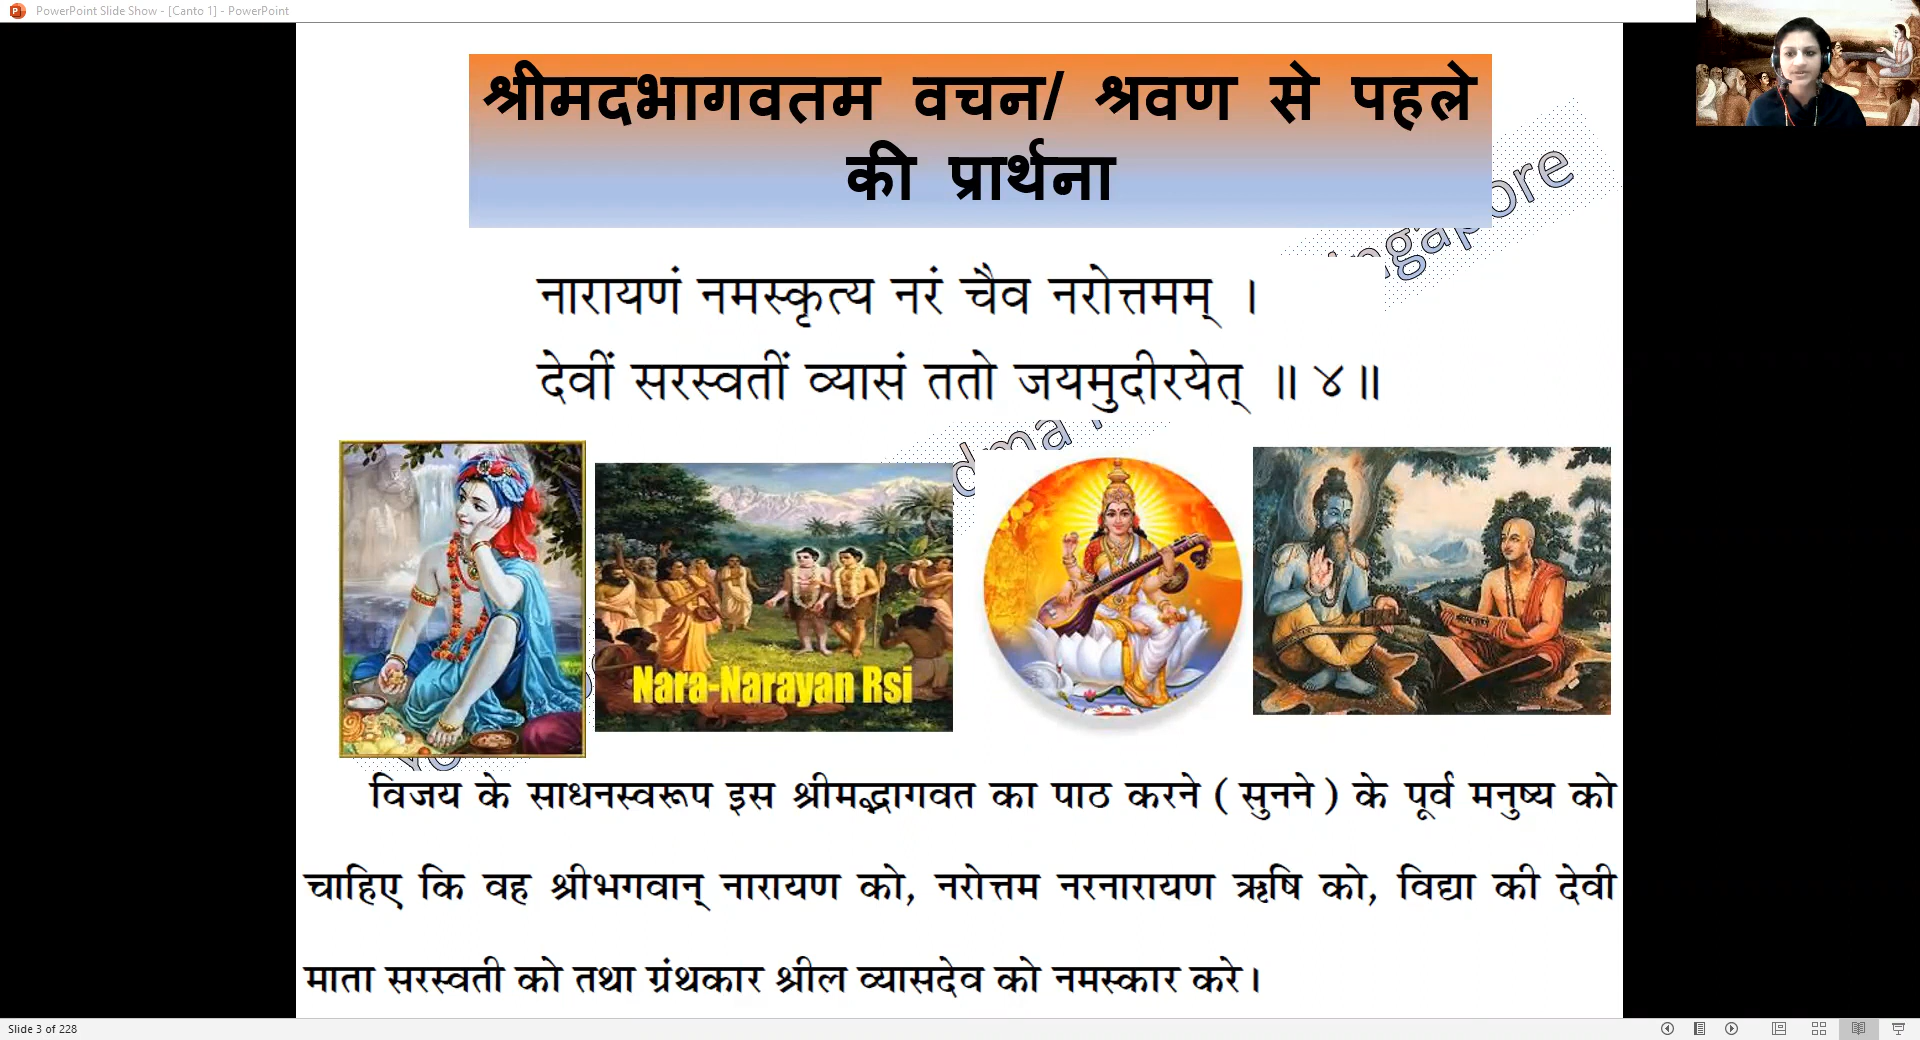 PowerPoint Slide Show - [Canto 1] - PowerPoint
श्रीमदभागवतम वचन/ श्रवण से पहले
की प्रार्थना
नारायणं नमस्कृत्य नरं चैव नरोत्तमम् ।
देवीं सरस्वतीं व्यासं ततो जयमुदीरयेत् ॥ ४॥
Nara-Narayan Rsi
विजय के साधनस्वरूप इस श्रीमद्भागवत का पाठ करने ( सुनने ) के पूर्व मनुष्य को
चाहिए कि वह श्रीभगवान् नारायण को, नरोत्तम नरनारायण ऋषि को, विद्या की देवी
माता सरस्वती को तथा ग्रंथकार श्रील व्यासदेव को नमस्कार करे।
Slide 3 of 228